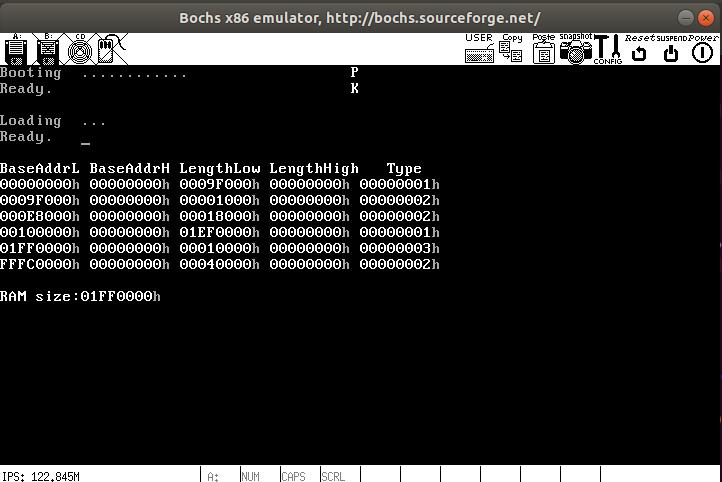 Bochs x86 emulator, http://bochs.sourceforge.net/
A: B: CD USER Copy Paste snapshot CONFIG Reset SUSPEND Power
Booting ............ P
Ready. K
Loading ...
Ready. _
BaseAddrL BaseAddrH LengthLow LengthHigh Type
00000000h 00000000h 0009F000h 00000000h 00000001h
0009F000h 00000000h 00001000h 00000000h 00000002h
000E8000h 00000000h 00018000h 00000000h 00000002h
00100000h 00000000h 01EF0000h 00000000h 00000001h
01FF0000h 00000000h 00010000h 00000000h 00000003h
FFFC0000h 00000000h 00040000h 00000000h 00000002h
RAM size:01FF0000h
IPS: 122,845M A: NUM CAPS SCRL